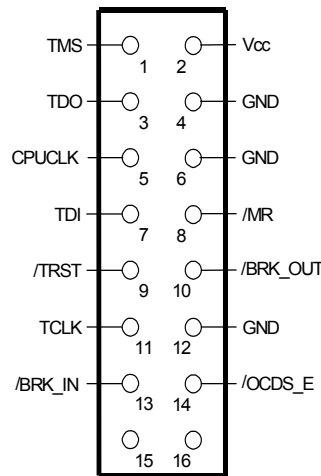 TMS 1 2 Vcc
TDO 3 4 GND
CPUCLK 5 6 GND
TDI 7 8 /MR
/TRST 9 10 /BRK_OUT
TCLK 11 12 GND
/BRK_IN 13 14 /OCDS_E
15 16